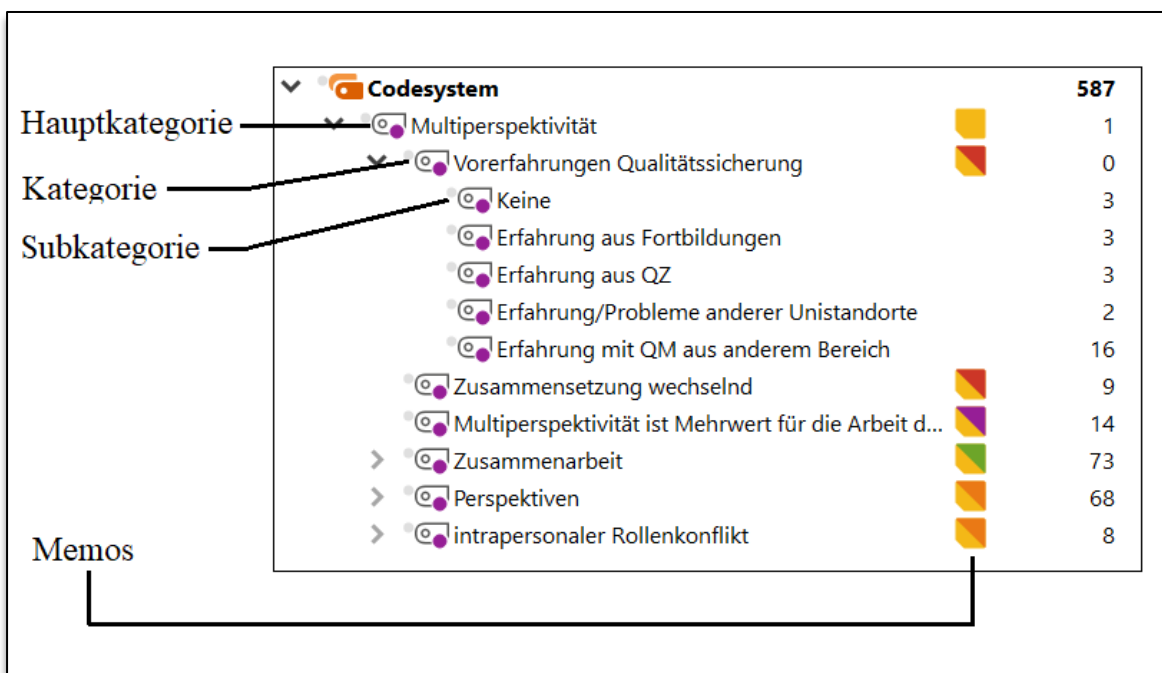 Codesystem 587
Hauptkategorie Multiperspektivität 1
Kategorie Vorerfahrungen Qualitätssicherung 0
Subkategorie Keine 3
Erfahrung aus Fortbildungen 3
Erfahrung aus QZ 3
Erfahrung/Probleme anderer Unistandorte 2
Erfahrung mit QM aus anderem Bereich 16
Zusammensetzung wechselnd 9
Multiperspektivität ist Mehrwert für die Arbeit d... 14
Zusammenarbeit 73
Perspektiven 68
intrapersonaler Rollenkonflikt 8
Memos